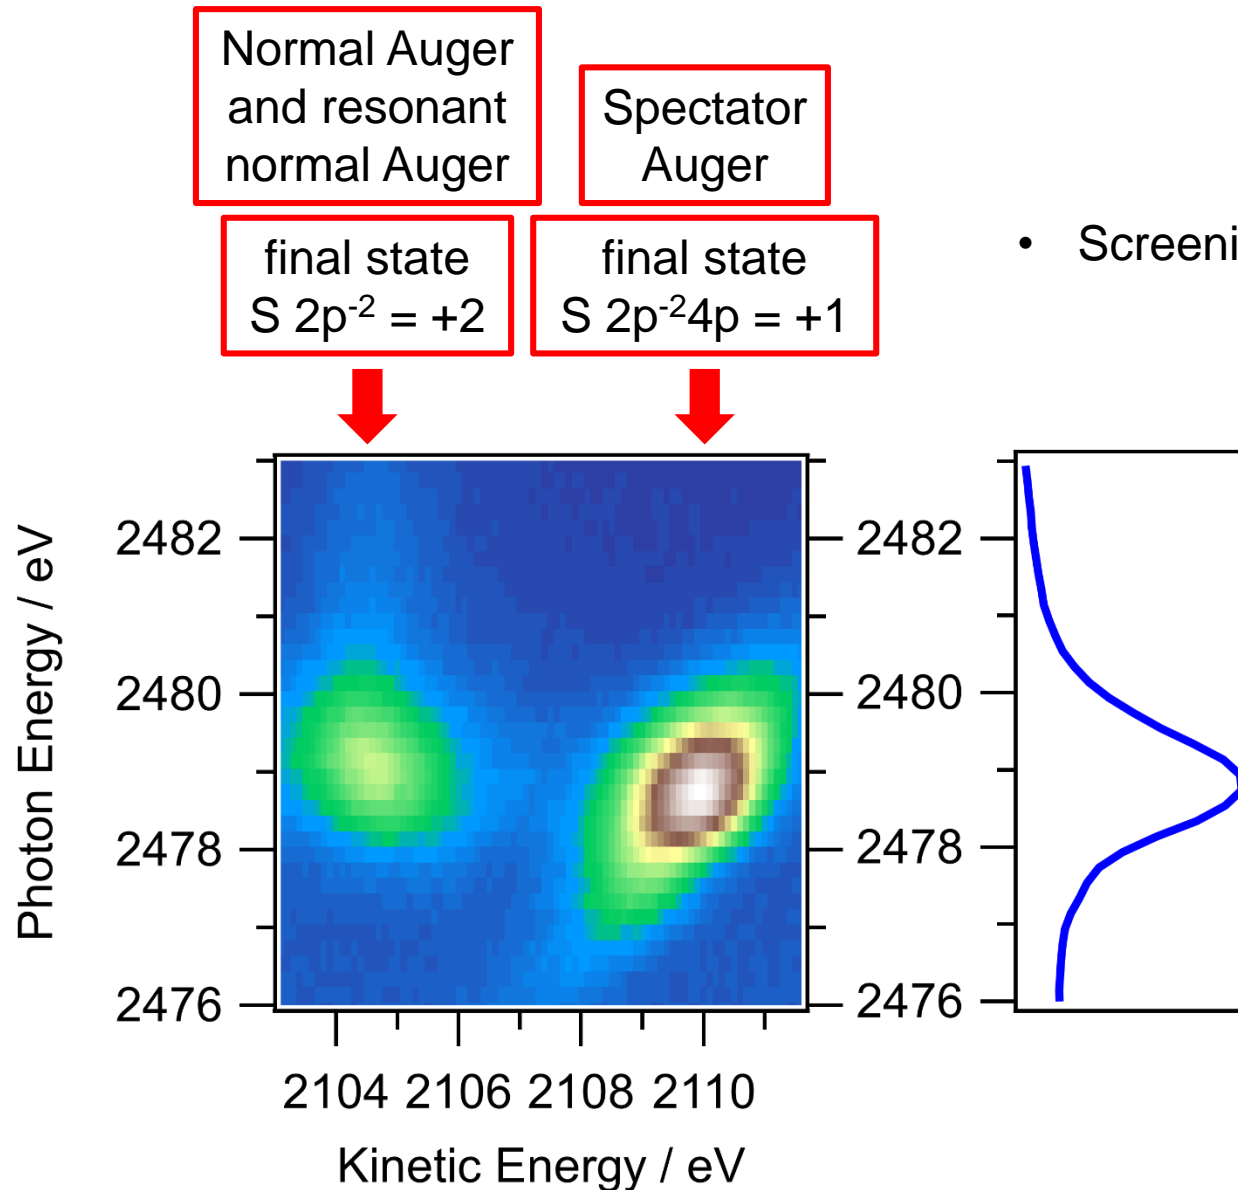 Normal Auger
and resonant
normal Auger
Spectator
Auger
final state
S 2p⁻² = +2
final state
S 2p⁻²4p = +1
• Screeni
Photon Energy / eV
2482
2480
2478
2476
2104 2106 2108 2110
Kinetic Energy / eV
2482
2480
2478
2476